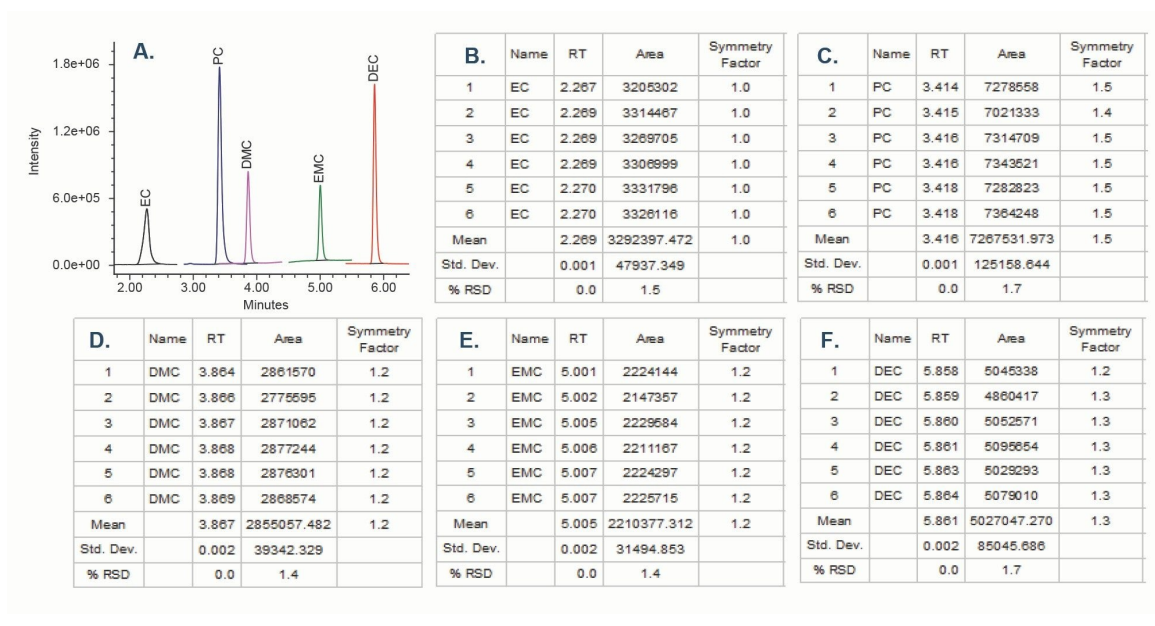 A.
EC
PC
DMC
EMC
DEC
Intensity
1.8e+06
1.2e+06
6.0e+05
0.0e+00
2.00 3.00 4.00 5.00 6.00
Minutes
B. Name RT Area Symmetry Factor
1 EC 2.267 3205302 1.0
2 EC 2.269 3314467 1.0
3 EC 2.269 3269705 1.0
4 EC 2.269 3306999 1.0
5 EC 2.270 3331796 1.0
6 EC 2.270 3326116 1.0
Mean 2.269 3292397.472 1.0
Std. Dev. 0.001 47937.349
% RSD 0.0 1.5
C. Name RT Area Symmetry Factor
1 PC 3.414 7278558 1.5
2 PC 3.415 7021333 1.4
3 PC 3.416 7314709 1.5
4 PC 3.416 7343521 1.5
5 PC 3.418 7282823 1.5
6 PC 3.418 7364248 1.5
Mean 3.416 7267531.973 1.5
Std. Dev. 0.001 125158.644
% RSD 0.0 1.7
D. Name RT Area Symmetry Factor
1 DMC 3.864 2861570 1.2
2 DMC 3.866 2775595 1.2
3 DMC 3.867 2871062 1.2
4 DMC 3.868 2877244 1.2
5 DMC 3.868 2876301 1.2
6 DMC 3.869 2868574 1.2
Mean 3.867 2855057.482 1.2
Std. Dev. 0.002 39342.329
% RSD 0.0 1.4
E. Name RT Area Symmetry Factor
1 EMC 5.001 2224144 1.2
2 EMC 5.002 2147357 1.2
3 EMC 5.005 2229584 1.2
4 EMC 5.006 2211167 1.2
5 EMC 5.007 2224297 1.2
6 EMC 5.007 2225715 1.2
Mean 5.005 2210377.312 1.2
Std. Dev. 0.002 31494.853
% RSD 0.0 1.4
F. Name RT Area Symmetry Factor
1 DEC 5.858 5045338 1.2
2 DEC 5.859 4860417 1.3
3 DEC 5.860 5052571 1.3
4 DEC 5.861 5095654 1.3
5 DEC 5.863 5029293 1.3
6 DEC 5.864 5079010 1.3
Mean 5.861 5027047.270 1.3
Std. Dev. 0.002 85045.686
% RSD 0.0 1.7